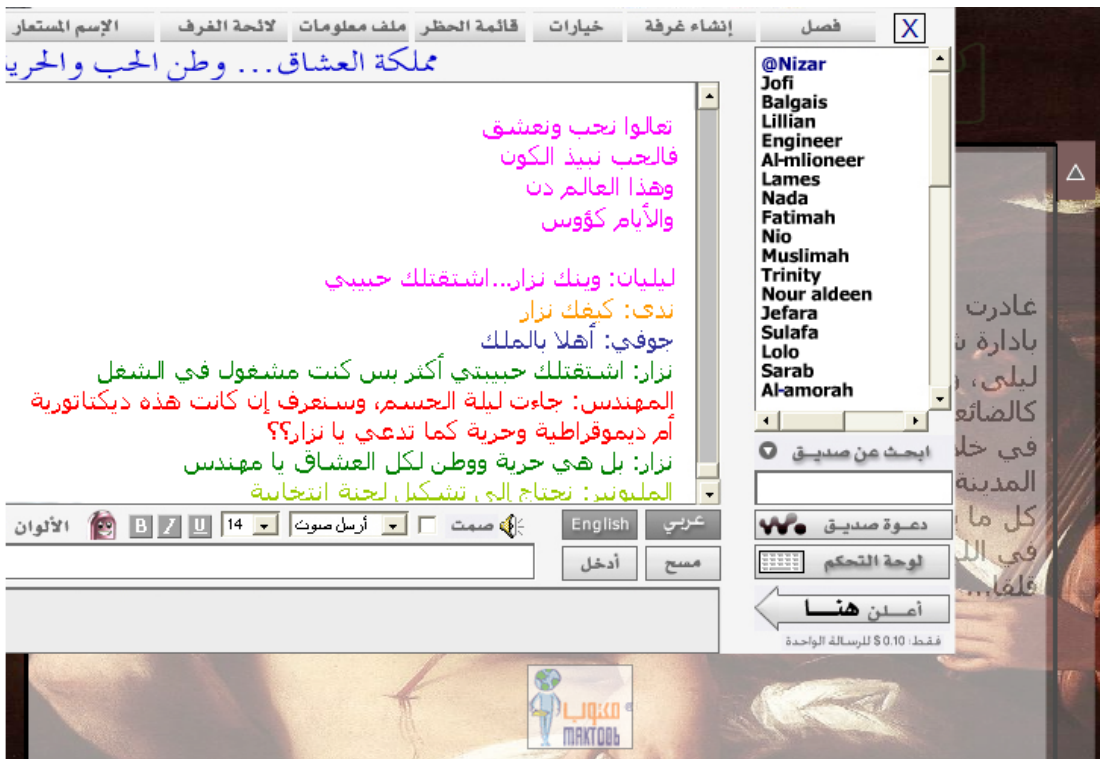 فصل
إنشاء غرفة
خيارات
قائمة الحظر
ملف معلومات
لائحة الغرف
الإسم المستعار
X
مملكة العشاق... وطن الحب والحرية
تعالوا نحب ونعشق
فالحب نبيذ الكون
وهذا العالم دن
والأيام كؤوس
ليليان: وينك نزار...اشتقتلك حبيبي
ندى: كيفك نزار
جوفي: أهلا بالملك
نزار: اشتقتلك حبيبتي أكثر بس كنت مشغول في الشغل
المهندس: جاءت ليلة الحسم، وسنعرف إن كانت هذه ديكتاتورية
أم ديموقراطية وحرية كما تدعي يا نزار؟؟
نزار: بل هي حرية ووطن لكل العشاق يا مهندس
المليونير: نحتاج إلى تشكيل لجنة انتخابية
@Nizar
Jofi
Balgais
Lillian
Engineer
Al-mlioneer
Lames
Nada
Fatimah
Nio
Muslimah
Trinity
Nour aldeen
Jefara
Sulafa
Lolo
Sarab
Al-amorah
ابحث عن صديق
دعوة صديق
لوحة التحكم
أعلن هنا
فقط: 0.10 $ للرسالة الواحدة
عربي
English
صمت
أرسل صوت
14
U
I
B
الألوان
مسح
أدخل
غادرت
بادارة
ليلى،
كالضائع
في
المدينة
كل ما
في
قلقا...
مكتوب
MAKTOOb